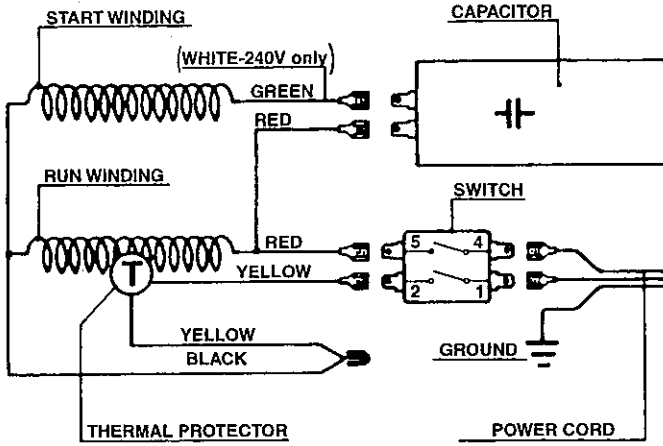 START WINDING
CAPACITOR
(WHITE-240V only)
GREEN
RED
RUN WINDING
SWITCH
RED
5 4
YELLOW
T
2 1
YELLOW
BLACK
GROUND
THERMAL PROTECTOR
POWER CORD